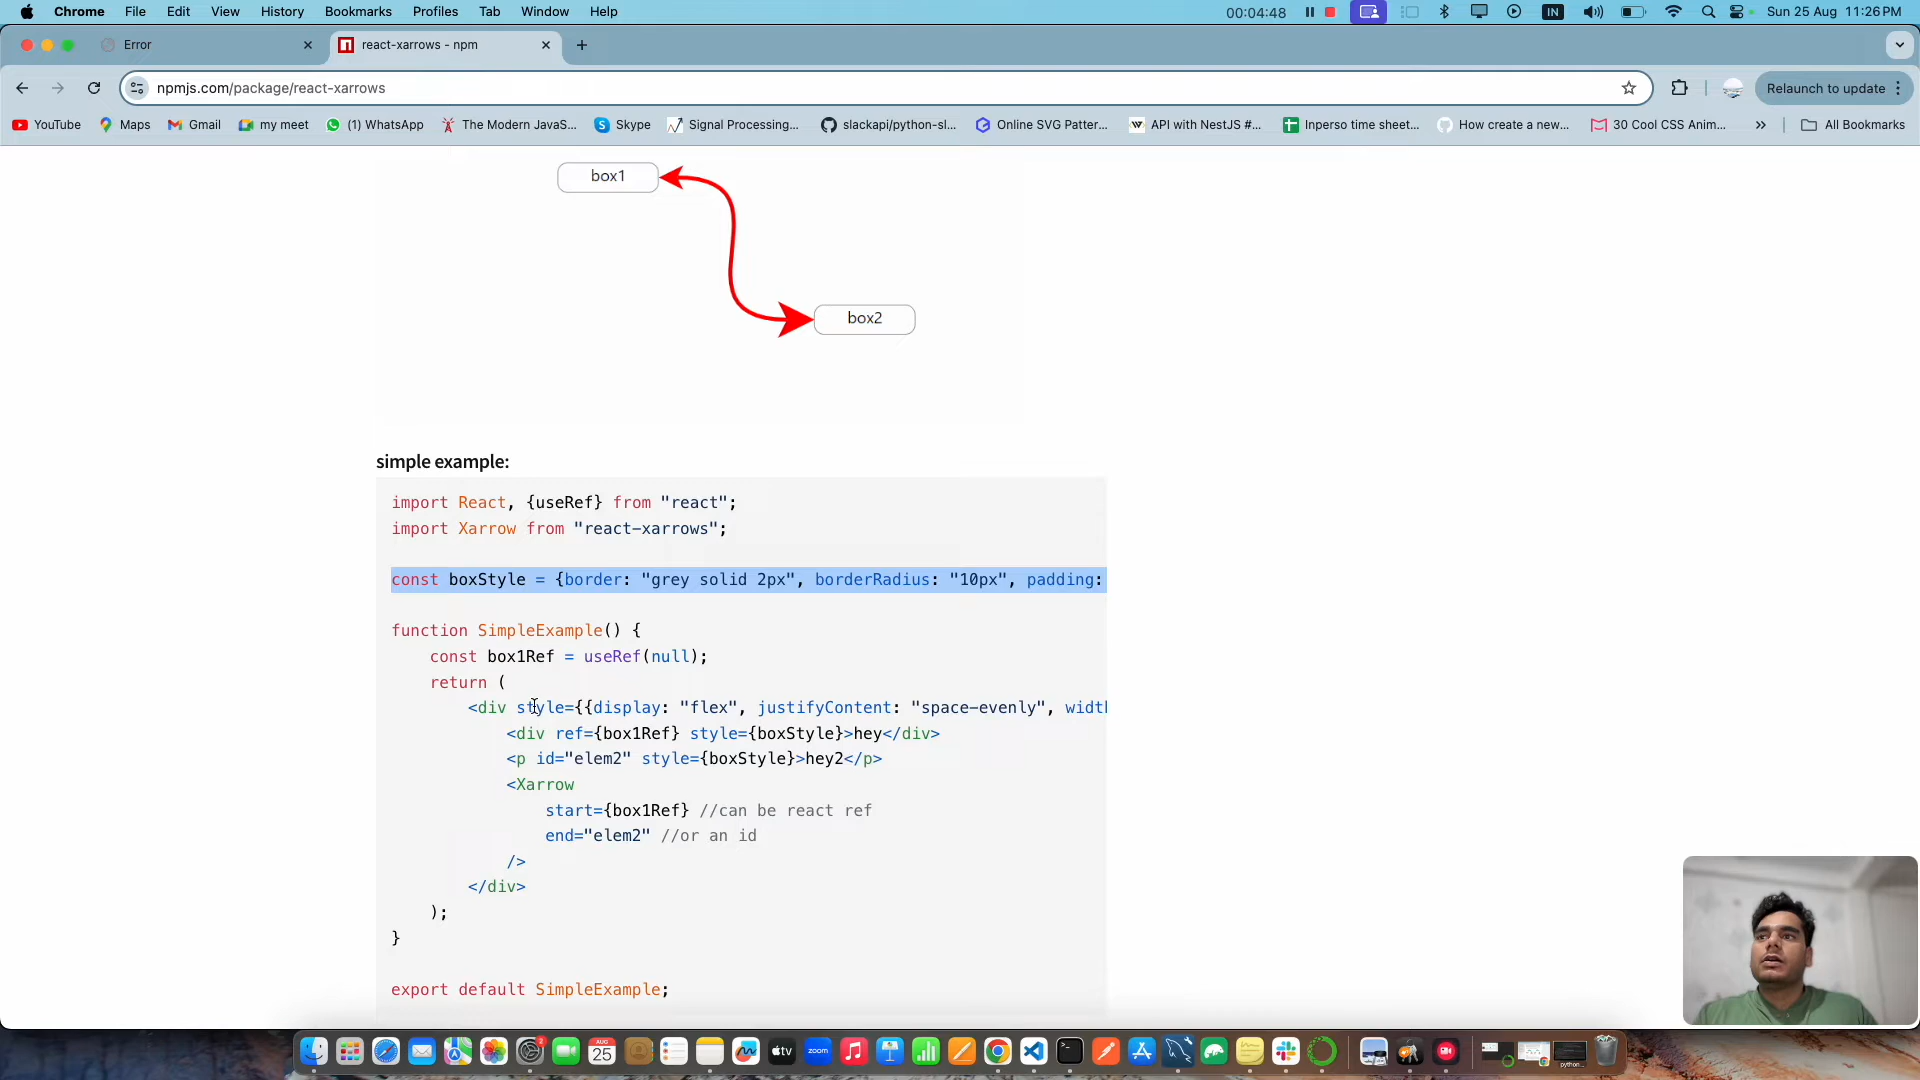 Chrome File Edit View History Bookmarks Profiles Tab Window Help 00:04:48 IN Sun 25 Aug 11:26 PM
Error react-xarrows - npm
npmjs.com/package/react-xarrows Relaunch to update
YouTube Maps Gmail my meet (1) WhatsApp The Modern JavaS... Skype Signal Processing... slackapi/python-sl... Online SVG Patter... API with NestJS #... Inperso time sheet... How create a new... 30 Cool CSS Anim... » All Bookmarks
box1
box2
simple example:
import React, {useRef} from "react";
import Xarrow from "react-xarrows";
const boxStyle = {border: "grey solid 2px", borderRadius: "10px", padding:
function SimpleExample() {
const box1Ref = useRef(null);
return (
<div style={{display: "flex", justifyContent: "space-evenly", width
<div ref={box1Ref} style={boxStyle}>hey</div>
<p id="elem2" style={boxStyle}>hey2</p>
<Xarrow
start={box1Ref} //can be react ref
end="elem2" //or an id
/>
</div>
);
}
export default SimpleExample;
AUG
25
tv
zoom